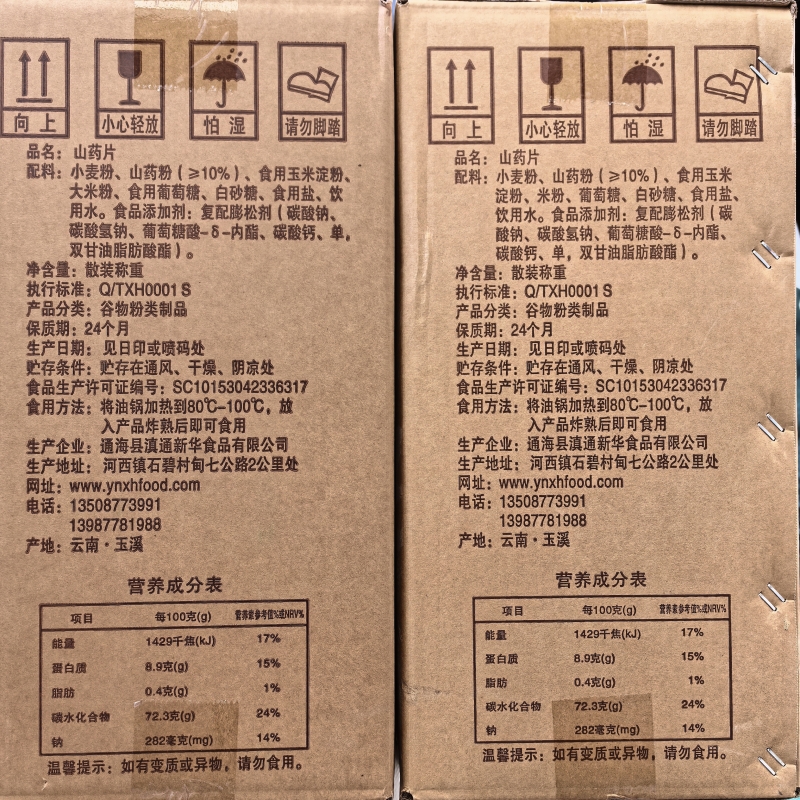 向 上
小心轻放
怕 湿
请勿脚踏
品名：山药片
配料：小麦粉、山药粉（≥10%）、食用玉米淀粉、
大米粉、食用葡萄糖、白砂糖、食用盐、饮
用水。食品添加剂：复配膨松剂（碳酸钠、
碳酸氢钠、葡萄糖酸-δ-内酯、碳酸钙、单，
双甘油脂肪酸酯）。
净含量：散装称重
执行标准：Q/TXH0001 S
产品分类：谷物粉类制品
保质期：24个月
生产日期：见日印或喷码处
贮存条件：贮存在通风、干燥、阴凉处
食品生产许可证编号：SC10153042336317
食用方法：将油锅加热到80℃-100℃，放
入产品炸熟后即可食用
生产企业：通海县滇通新华食品有限公司
生产地址：河西镇石碧村甸七公路2公里处
网址：www.ynxhfood.com
电话：13508773991
13987781988
产地：云南·玉溪
营养成分表
项目 每100克(g) 营养素参考值%或NRV%
能量 1429千焦(kJ) 17%
蛋白质 8.9克(g) 15%
脂肪 0.4克(g) 1%
碳水化合物 72.3克(g) 24%
钠 282毫克(mg) 14%
温馨提示：如有变质或异物，请勿食用。
向 上
小心轻放
怕 湿
请勿脚踏
品名：山药片
配料：小麦粉、山药粉（≥10%）、食用玉米
淀粉、米粉、葡萄糖、白砂糖、食用盐、
饮用水。食品添加剂：复配膨松剂（碳
酸钠、碳酸氢钠、葡萄糖酸-δ-内酯、
碳酸钙、单，双甘油脂肪酸酯）。
净含量：散装称重
执行标准：Q/TXH0001 S
产品分类：谷物粉类制品
保质期：24个月
生产日期：见日印或喷码处
贮存条件：贮存在通风、干燥、阴凉处
食品生产许可证编号：SC10153042336317
食用方法：将油锅加热到80℃-100℃，放
入产品炸熟后即可食用
生产企业：通海县滇通新华食品有限公司
生产地址：河西镇石碧村甸七公路2公里处
网址：www.ynxhfood.com
电话：13508773991
13987781988
产地：云南·玉溪
营养成分表
项目 每100克(g) 营养素参考值%或NRV%
能量 1429千焦(kJ) 17%
蛋白质 8.9克(g) 15%
脂肪 0.4克(g) 1%
碳水化合物 72.3克(g) 24%
钠 282毫克(mg) 14%
温馨提示：如有变质或异物，请勿食用。